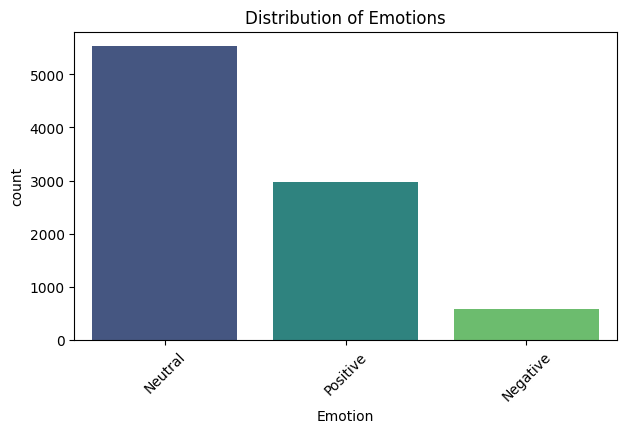 Distribution of Emotions
5000
4000
3000
2000
1000
0
count
Neutral
Positive
Negative
Emotion